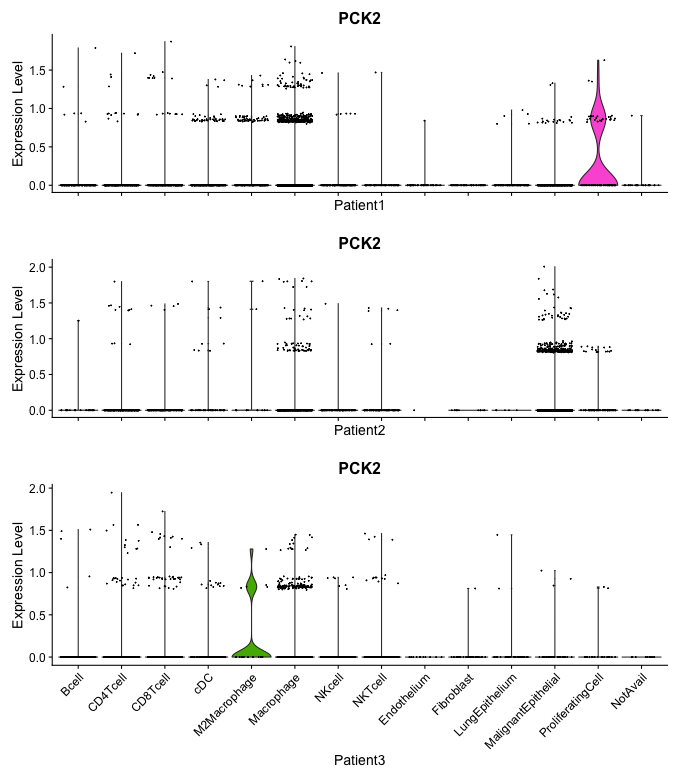 PCK2
Expression Level
1.5
1.0
0.5
0.0
Patient1
PCK2
Expression Level
2.0
1.5
1.0
0.5
0.0
Patient2
PCK2
Expression Level
2.0
1.5
1.0
0.5
0.0
Bcell
CD4Tcell
CD8Tcell
cDC
M2Macrophage
Macrophage
NKcell
NKTcell
Endothelium
Fibroblast
LungEpithelium
MalignantEpithelial
ProliferatingCell
NotAvail
Patient3